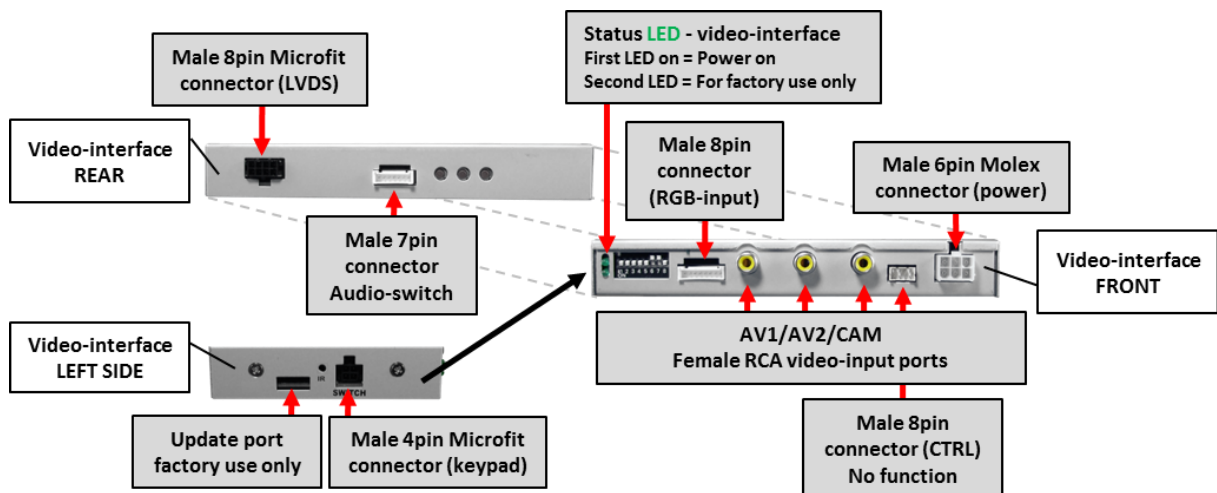 Male 8pin Microfit
connector (LVDS)
Status LED - video-interface
First LED on = Power on
Second LED = For factory use only
Video-interface
REAR
Male 8pin
connector
(RGB-input)
Male 6pin Molex
connector (power)
Male 7pin
connector
Audio-switch
Video-interface
FRONT
Video-interface
LEFT SIDE
AV1/AV2/CAM
Female RCA video-input ports
IR
SWITCH
Update port
factory use only
Male 4pin Microfit
connector (keypad)
Male 8pin
connector (CTRL)
No function